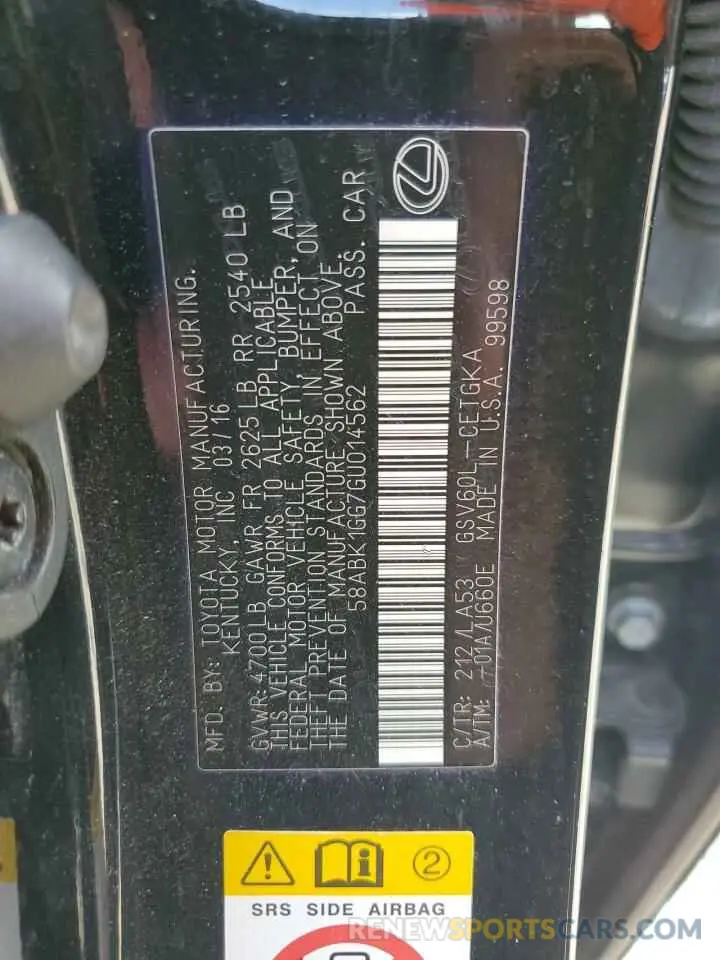 MFD. BY: TOYOTA MOTOR MANUFACTURING.
KENTUCKY, INC 03/16
GVWR: 4700LB GAWR FR 2625LB RR 2540 LB
THIS VEHICLE CONFORMS TO ALL APPLICABLE
FEDERAL MOTOR VEHICLE SAFETY, BUMPER, AND
THEFT PREVENTION STANDARDS IN EFFECT ON
THE DATE OF MANUFACTURE SHOWN ABOVE.
58ABK1GG7GU014562 PASS. CAR
C/TR: 212/LA53 GSV60L-CETGKA
A/TM: -01A/U660E MADE IN U.S.A. 99598
2
SRS SIDE AIRBAG
RENEWSPORTSCARS.COM